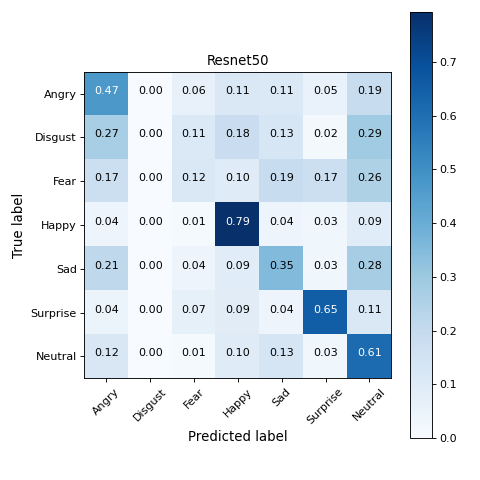 Resnet50
Angry 0.47 0.00 0.06 0.11 0.11 0.05 0.19
Disgust 0.27 0.00 0.11 0.18 0.13 0.02 0.29
Fear 0.17 0.00 0.12 0.10 0.19 0.17 0.26
Happy 0.04 0.00 0.01 0.79 0.04 0.03 0.09
Sad 0.21 0.00 0.04 0.09 0.35 0.03 0.28
Surprise 0.04 0.00 0.07 0.09 0.04 0.65 0.11
Neutral 0.12 0.00 0.01 0.10 0.13 0.03 0.61
Angry Disgust Fear Happy Sad Surprise Neutral
Predicted label
True label
0.7
0.6
0.5
0.4
0.3
0.2
0.1
0.0